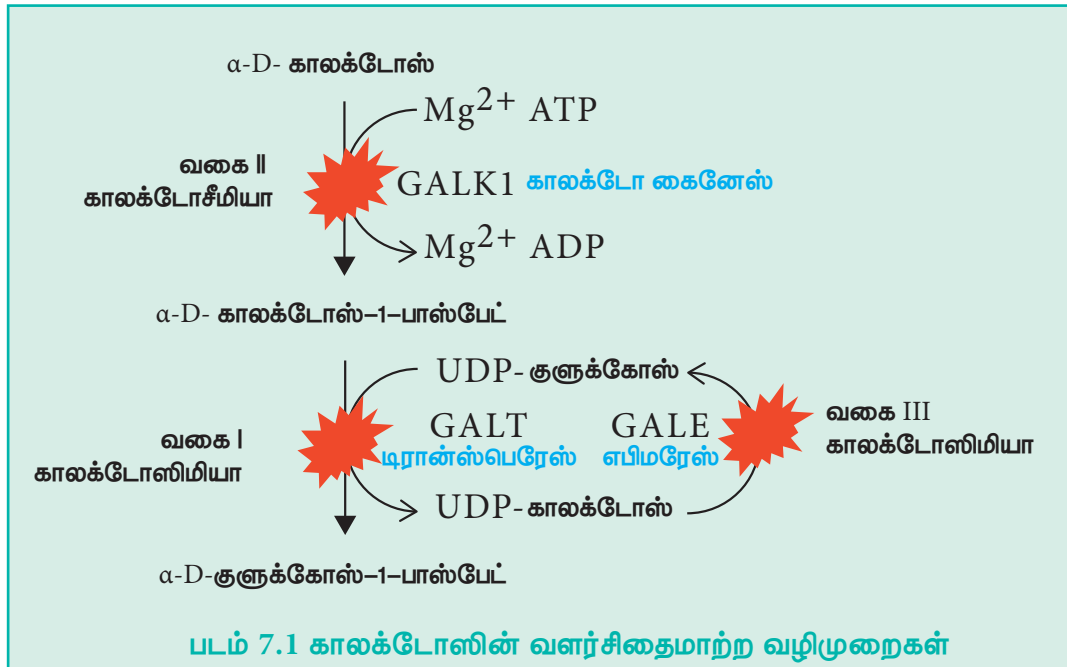 α-D- காலக்டோஸ்
Mg2+ ATP
வகை II
காலக்டோசீமியா
GALK1 காலக்டோ கைனேஸ்
Mg2+ ADP
α-D- காலக்டோஸ்-1-பாஸ்பேட்
UDP-குளுக்கோஸ்
வகை I
காலக்டோஸிமியா
GALT
டிரான்ஸ்பெரேஸ்
GALE
எபிமரேஸ்
வகை III
காலக்டோஸிமியா
UDP-காலக்டோஸ்
α-D-குளுக்கோஸ்-1-பாஸ்பேட்
படம் 7.1 காலக்டோஸின் வளர்சிதைமாற்ற வழிமுறைகள்